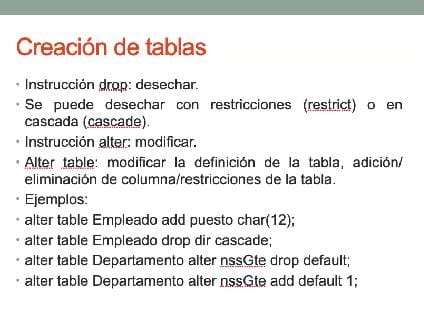 Creación de tablas
• Instrucción drop: desechar.
• Se puede desechar con restricciones (restrict) o en
cascada (cascade).
• Instrucción alter: modificar.
• Alter table: modificar la definición de la tabla, adición/
eliminación de columna/restricciones de la tabla.
• Ejemplos:
• alter table Empleado add puesto char(12);
• alter table Empleado drop dir cascade;
• alter table Departamento alter nssGte drop default;
• alter table Departamento alter nssGte add default 1;